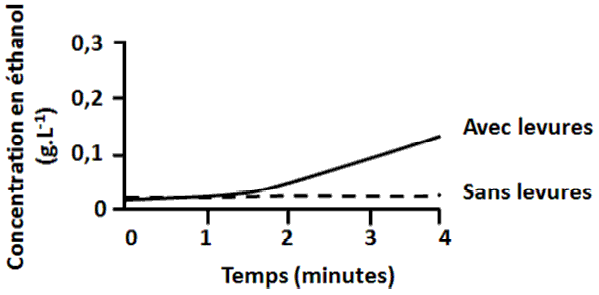 Concentration en éthanol
(g.L⁻¹)
0,3
0,2
0,1
0
Avec levures
Sans levures
0 1 2 3 4
Temps (minutes)